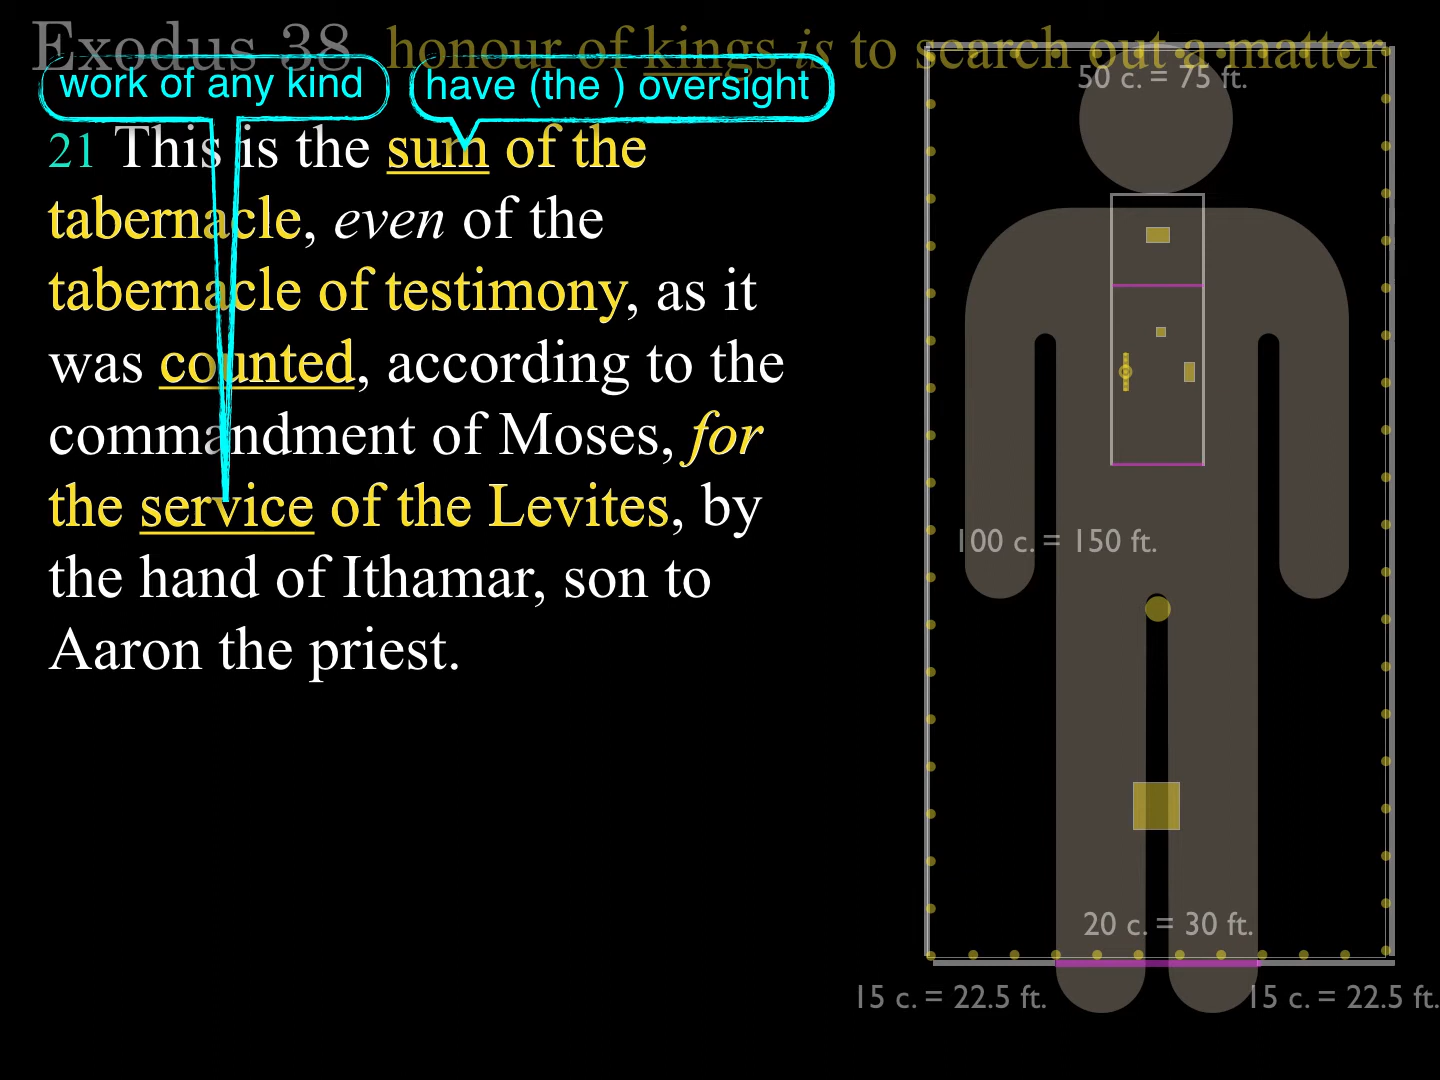 Exodus 38 honour of kings is to search out a matter
work of any kind have (the ) oversight
21 This is the sum of the
tabernacle, even of the
tabernacle of testimony, as it
was counted, according to the
commandment of Moses, for
the service of the Levites, by
the hand of Ithamar, son to
Aaron the priest.
50 c. = 75 ft.
100 c. = 150 ft.
20 c. = 30 ft.
15 c. = 22.5 ft.
15 c. = 22.5 ft.